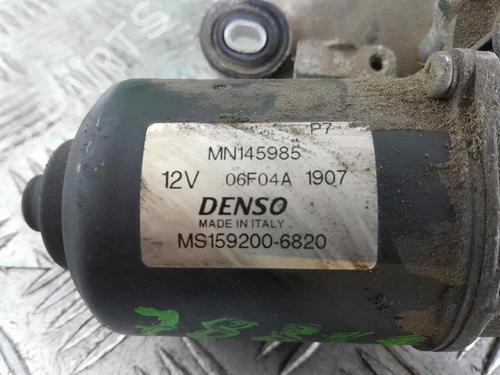 P7
MN145985
12V 06F04A 1907
DENSO
MADE IN ITALY
MS159200-6820